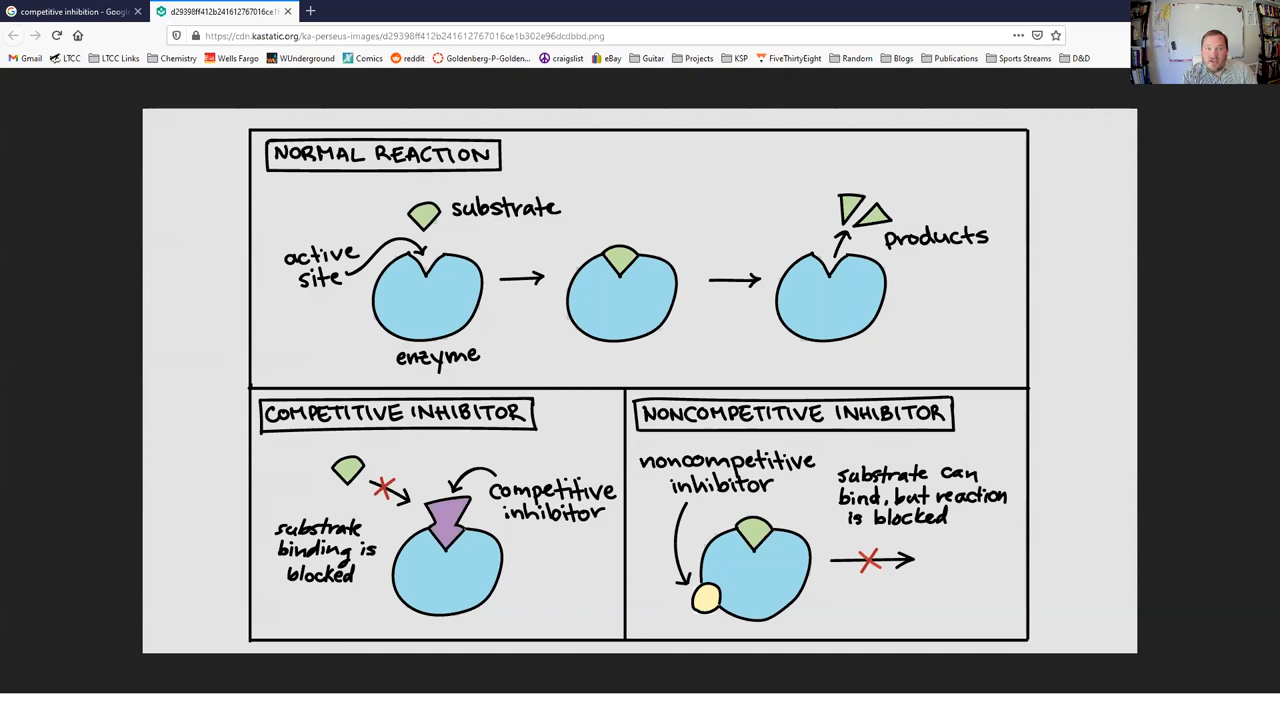 competitive inhibition - Goog
d29398ff412b241612767016ce1
https://cdn.kastatic.org/ka-perseus-images/d29398ff412b241612767016ce1b302e96dcdbbd.png
Gmail LTCC LTCC Links Chemistry Wells Fargo WUnderground Comics reddit Goldenberg-P-Golden... craigslist eBay Guitar Projects KSP FiveThirtyEight Random Blogs Publications Sports Streams D&D
NORMAL REACTION
substrate
active
site
products
enzyme
COMPETITIVE INHIBITOR
competitive
inhibitor
substrate
binding is
blocked
NONCOMPETITIVE INHIBITOR
noncompetitive
inhibitor
substrate can
bind, but reaction
is blocked